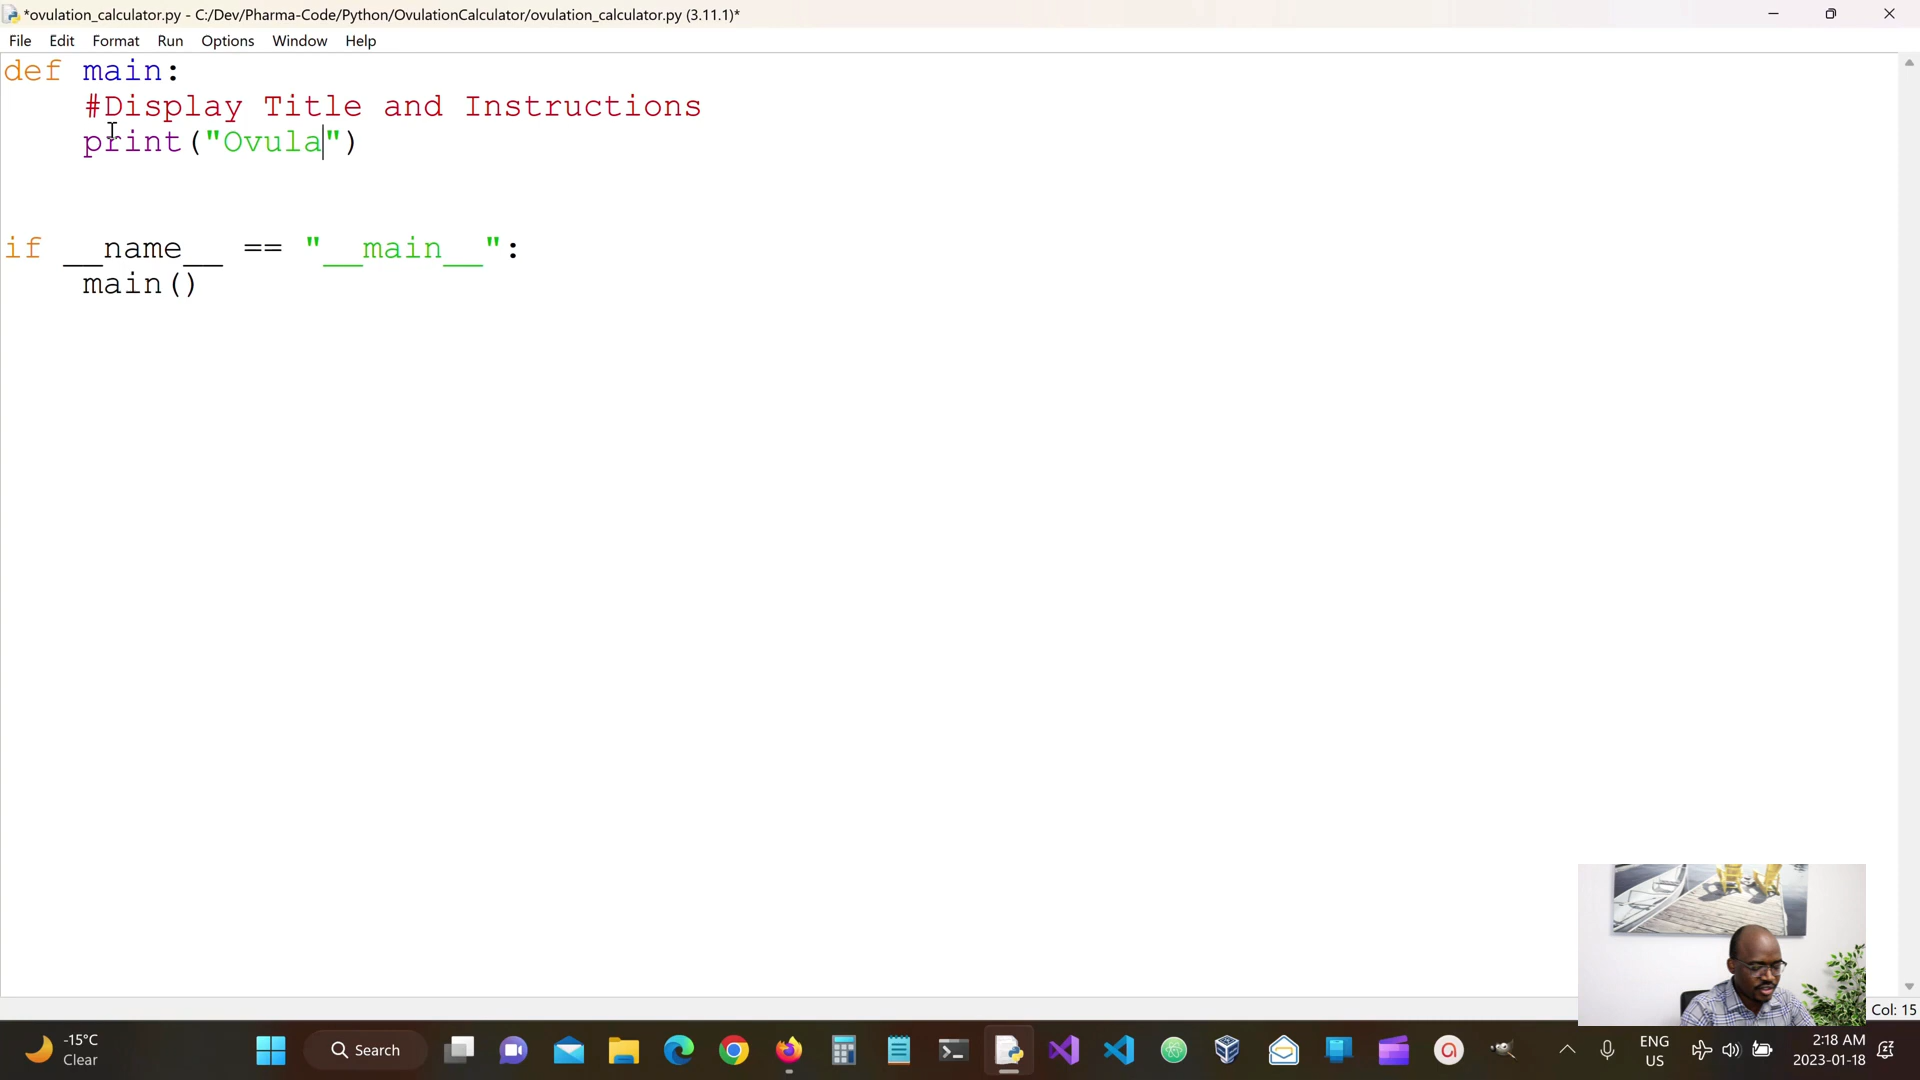 *ovulation_calculator.py - C:/Dev/Pharma-Code/Python/OvulationCalculator/ovulation_calculator.py (3.11.1)*
File Edit Format Run Options Window Help
def main:
#Display Title and Instructions
print("Ovula")
if __name__ == "__main__":
main()
Col: 15
-15°C
Clear
Search
ENG
US
2:18 AM
2023-01-18